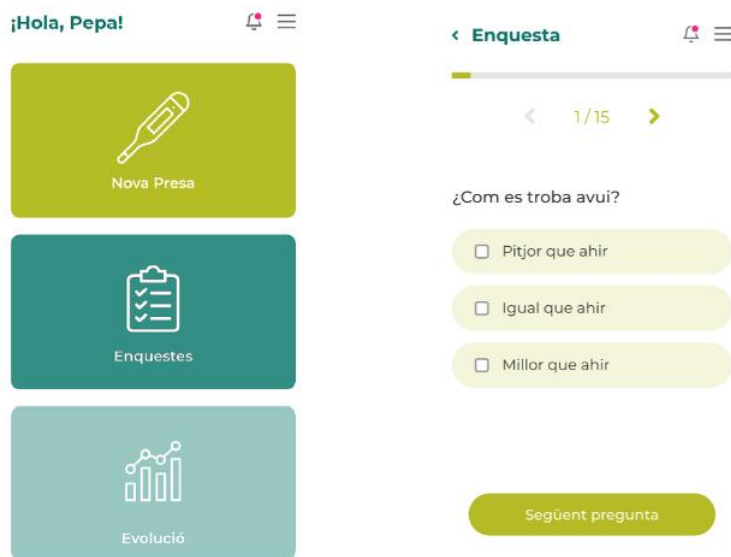 ¡Hola, Pepa!
Nova Presa
Enquestes
Evolució
Enquesta
1/15
¿Com es troba avui?
Pitjor que ahir
Igual que ahir
Millor que ahir
Següent pregunta